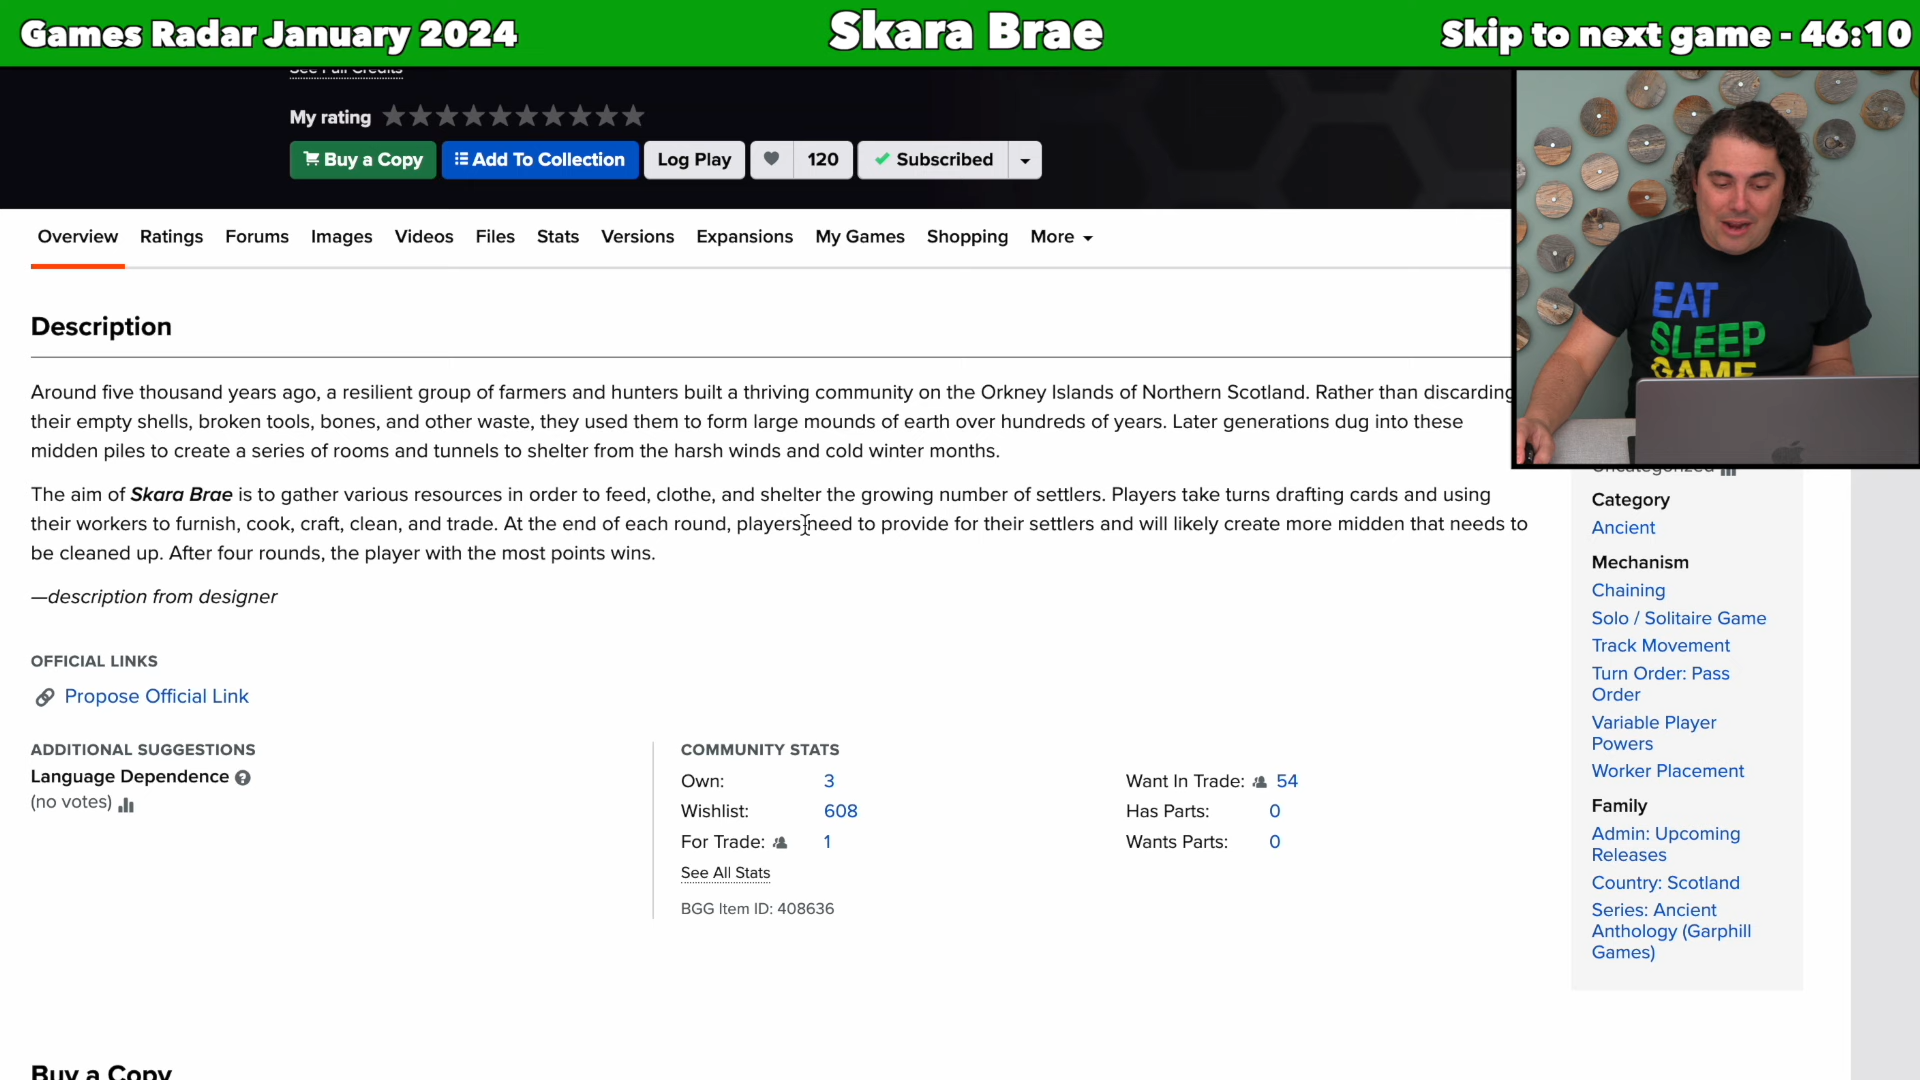 Games Radar January 2024
Skara Brae
Skip to next game - 46:10
See Full Credits
My rating
Buy a Copy
Add To Collection
Log Play
120
Subscribed
Overview
Ratings
Forums
Images
Videos
Files
Stats
Versions
Expansions
My Games
Shopping
More
EAT
SLEEP
GAME
Description
Around five thousand years ago, a resilient group of farmers and hunters built a thriving community on the Orkney Islands of Northern Scotland. Rather than discarding
their empty shells, broken tools, bones, and other waste, they used them to form large mounds of earth over hundreds of years. Later generations dug into these
midden piles to create a series of rooms and tunnels to shelter from the harsh winds and cold winter months.
The aim of Skara Brae is to gather various resources in order to feed, clothe, and shelter the growing number of settlers. Players take turns drafting cards and using
their workers to furnish, cook, craft, clean, and trade. At the end of each round, players need to provide for their settlers and will likely create more midden that needs to
be cleaned up. After four rounds, the player with the most points wins.
—description from designer
OFFICIAL LINKS
Propose Official Link
ADDITIONAL SUGGESTIONS
Language Dependence
(no votes)
COMMUNITY STATS
Own: 3
Wishlist: 608
For Trade: 1
See All Stats
BGG Item ID: 408636
Want In Trade: 54
Has Parts: 0
Wants Parts: 0
Uncategorized
Category
Ancient
Mechanism
Chaining
Solo / Solitaire Game
Track Movement
Turn Order: Pass
Order
Variable Player
Powers
Worker Placement
Family
Admin: Upcoming
Releases
Country: Scotland
Series: Ancient
Anthology (Garphill
Games)
Buy a Copy